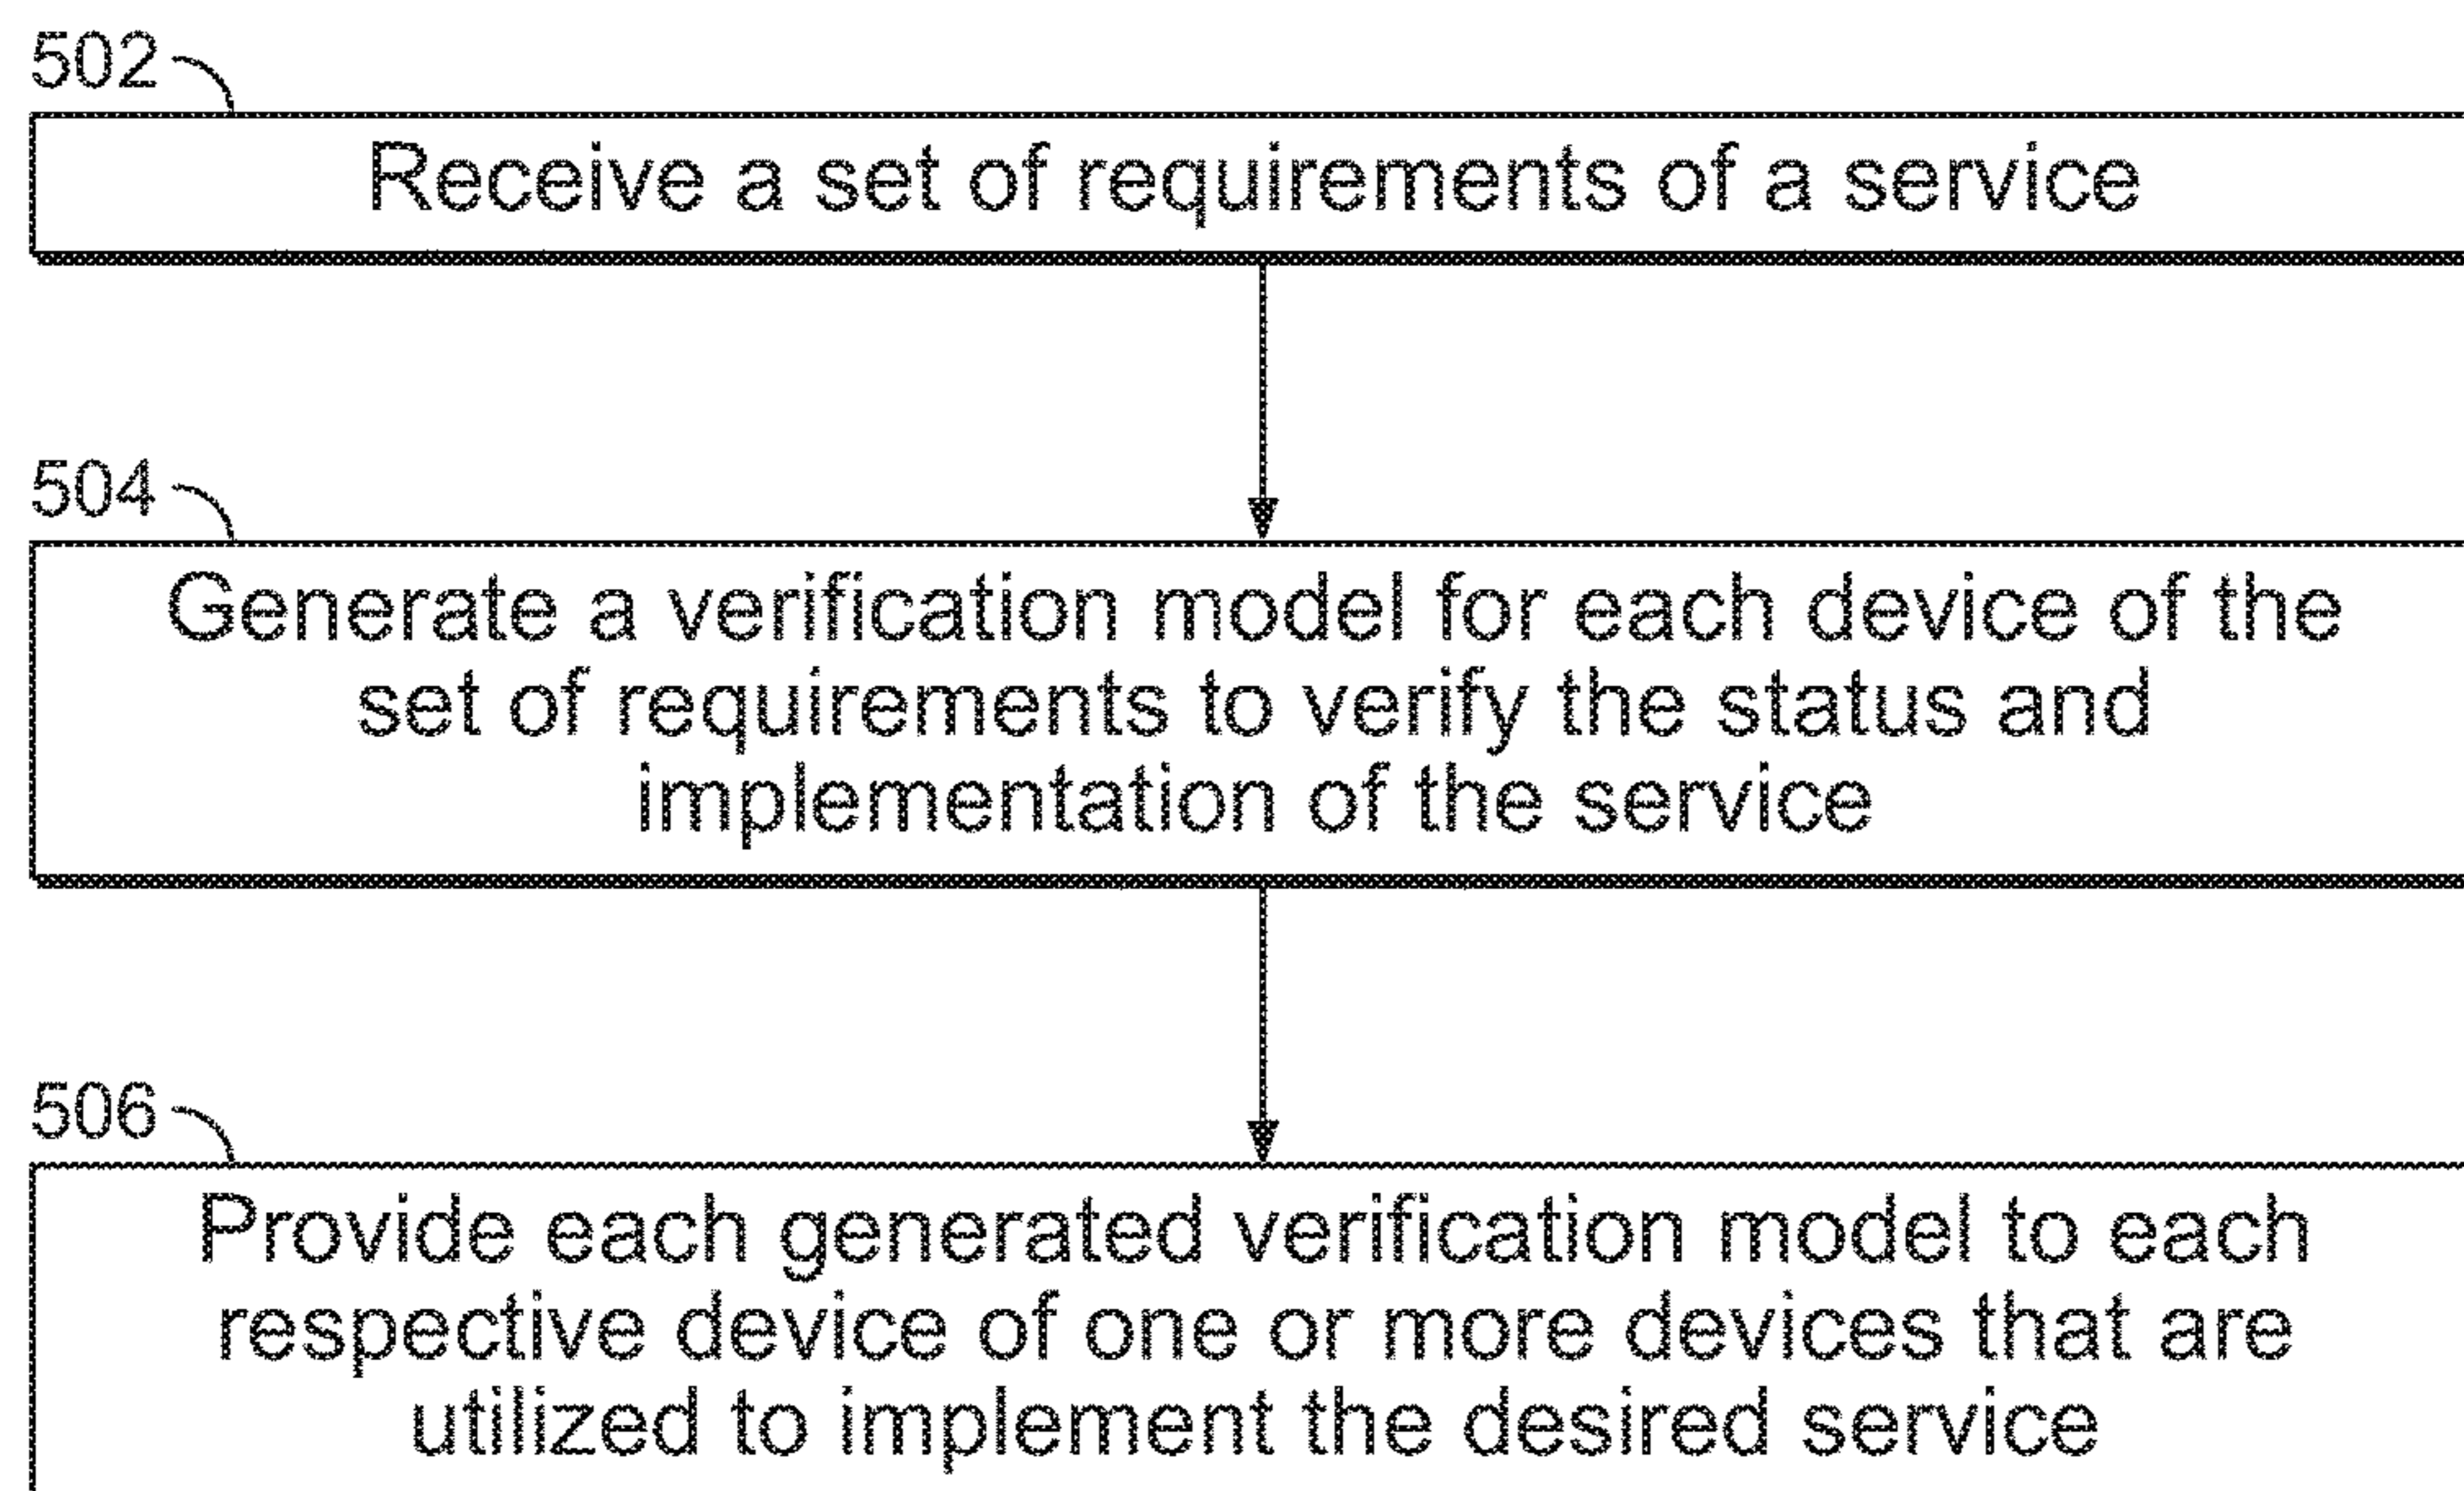 502
Receive a set of requirements of a service
504
Generate a verification model for each device of the
set of requirements to verify the status and
implementation of the service
506
Provide each generated verification model to each
respective device of one or more devices that are
utilized to implement the desired service